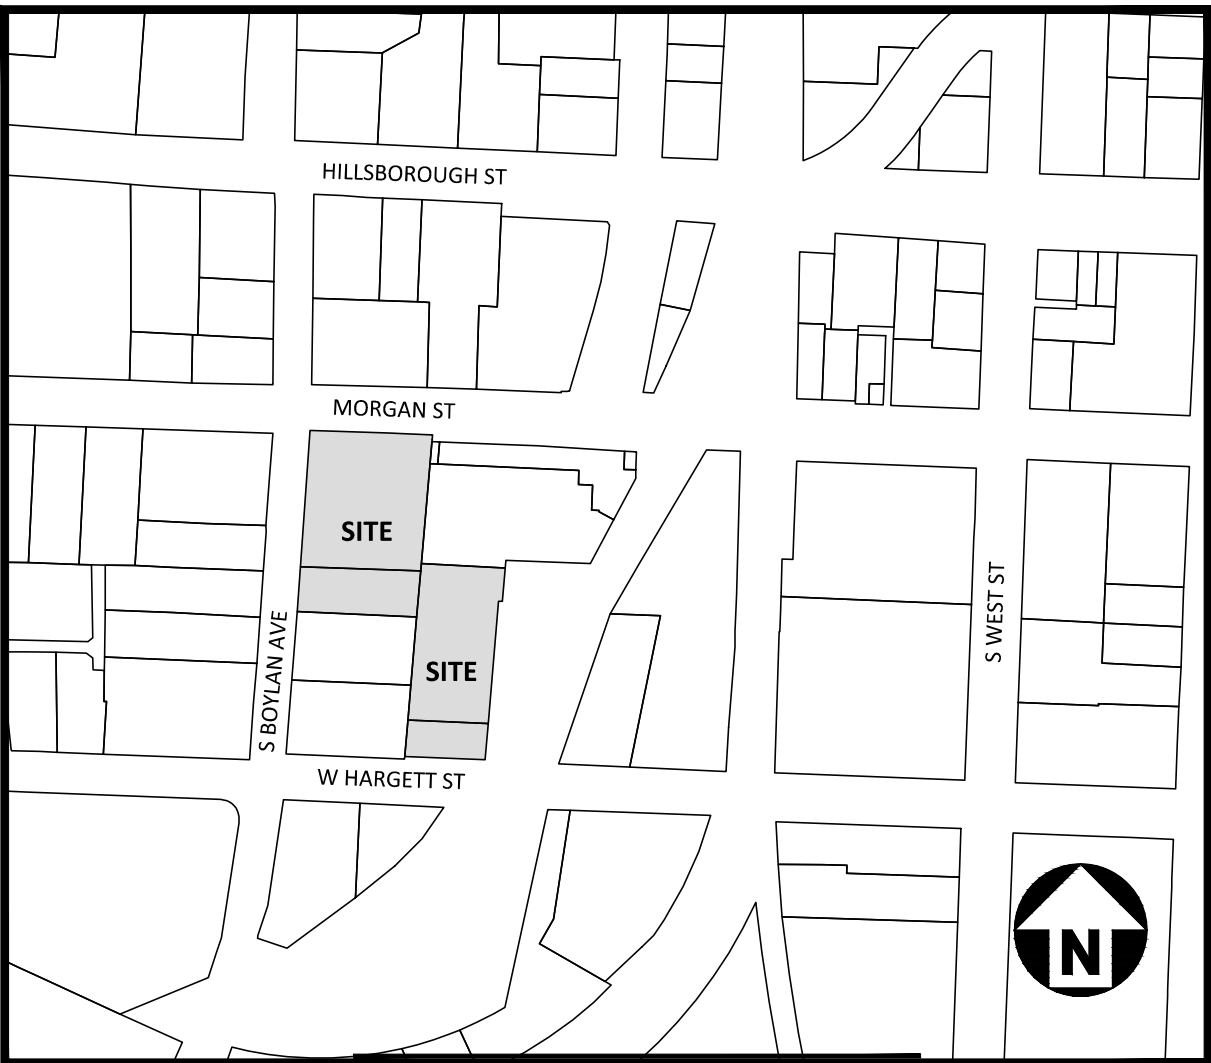 HILLSBOROUGH ST
MORGAN ST
SITE
S WEST ST
S BOYLAN AVE
SITE
W HARGETT ST
N